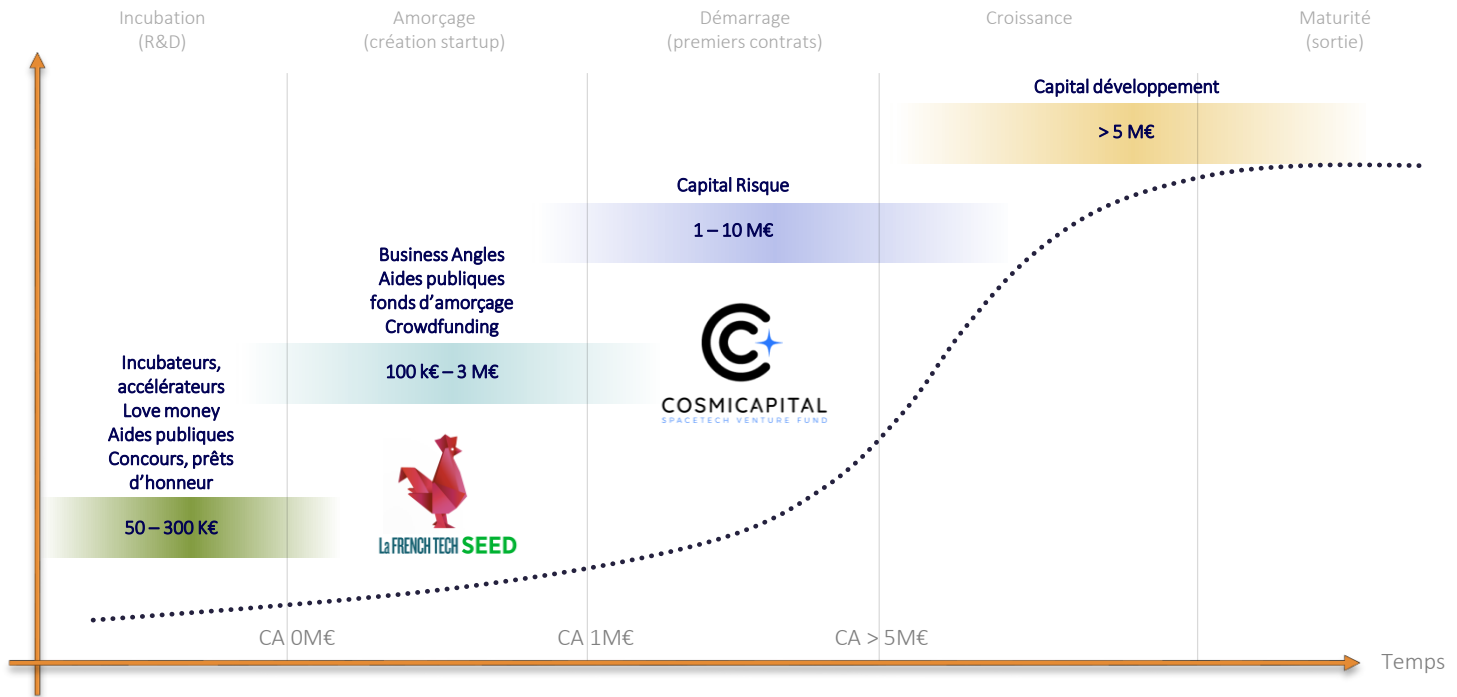 Incubation
(R&D)
Amorçage
(création startup)
Démarrage
(premiers contrats)
Croissance
Maturité
(sortie)
Capital développement
> 5 M€
Capital Risque
1 – 10 M€
Business Angles
Aides publiques
fonds d’amorçage
Crowdfunding
100 k€ – 3 M€
Incubateurs,
accélérateurs
Love money
Aides publiques
Concours, prêts
d’honneur
50 – 300 K€
COSMICAPITAL
SPACETECH VENTURE FUND
La FRENCH TECH SEED
CA 0M€
CA 1M€
CA > 5M€
Temps